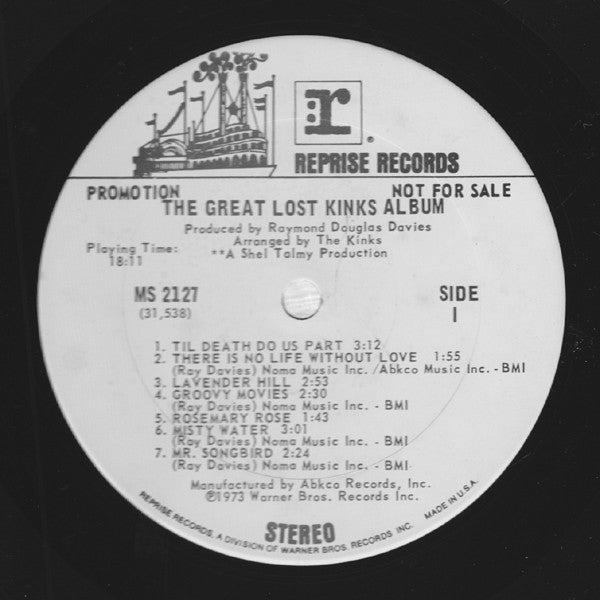 r®
REPRISE RECORDS
PROMOTION
NOT FOR SALE
THE GREAT LOST KINKS ALBUM
Produced by Raymond Douglas Davies
Arranged by The Kinks
Playing Time:
18:11
**A Shel Talmy Production
MS 2127
(31,538)
SIDE
1
1. TIL DEATH DO US PART 3:12
2. THERE IS NO LIFE WITHOUT LOVE 1:55
(Ray Davies) Noma Music Inc. /Abkco Music Inc. - BMI
3. LAVENDER HILL 2:53
4. GROOVY MOVIES 2:30
(Ray Davies) Noma Music Inc. - BMI
5. ROSEMARY ROSE 1:43
6. MISTY WATER 3:01
(Ray Davies) Noma Music Inc. - BMI
7. MR. SONGBIRD 2:24
(Ray Davies) Noma Music Inc. - BMI
Manufactured by Abkco Records, Inc.
℗1973 Warner Bros. Records Inc.
STEREO
REPRISE RECORDS, A DIVISION OF WARNER BROS. RECORDS INC. MADE IN U.S.A.